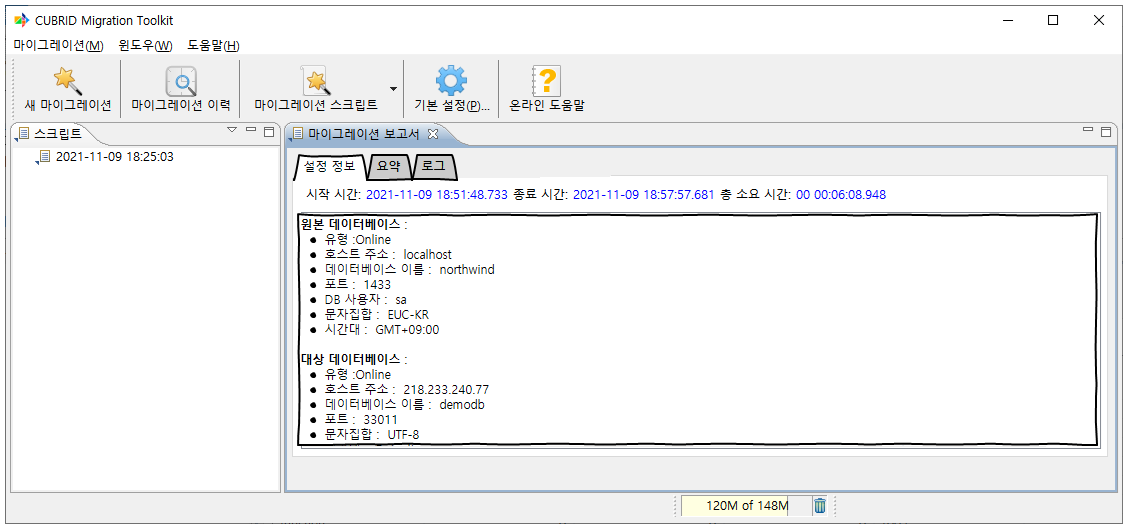 CUBRID Migration Toolkit
마이그레이션(M) 윈도우(W) 도움말(H)
새 마이그레이션 마이그레이션 이력 마이그레이션 스크립트 기본 설정(P)... 온라인 도움말
스크립트
2021-11-09 18:25:03
마이그레이션 보고서
설정 정보 요약 로그
시작 시간: 2021-11-09 18:51:48.733 종료 시간: 2021-11-09 18:57:57.681 총 소요 시간: 00 00:06:08.948
원본 데이터베이스 :
유형 :Online
호스트 주소 : localhost
데이터베이스 이름 : northwind
포트 : 1433
DB 사용자 : sa
문자집합 : EUC-KR
시간대 : GMT+09:00
대상 데이터베이스 :
유형 :Online
호스트 주소 : 218.233.240.77
데이터베이스 이름 : demodb
포트 : 33011
문자집합 : UTF-8
120M of 148M